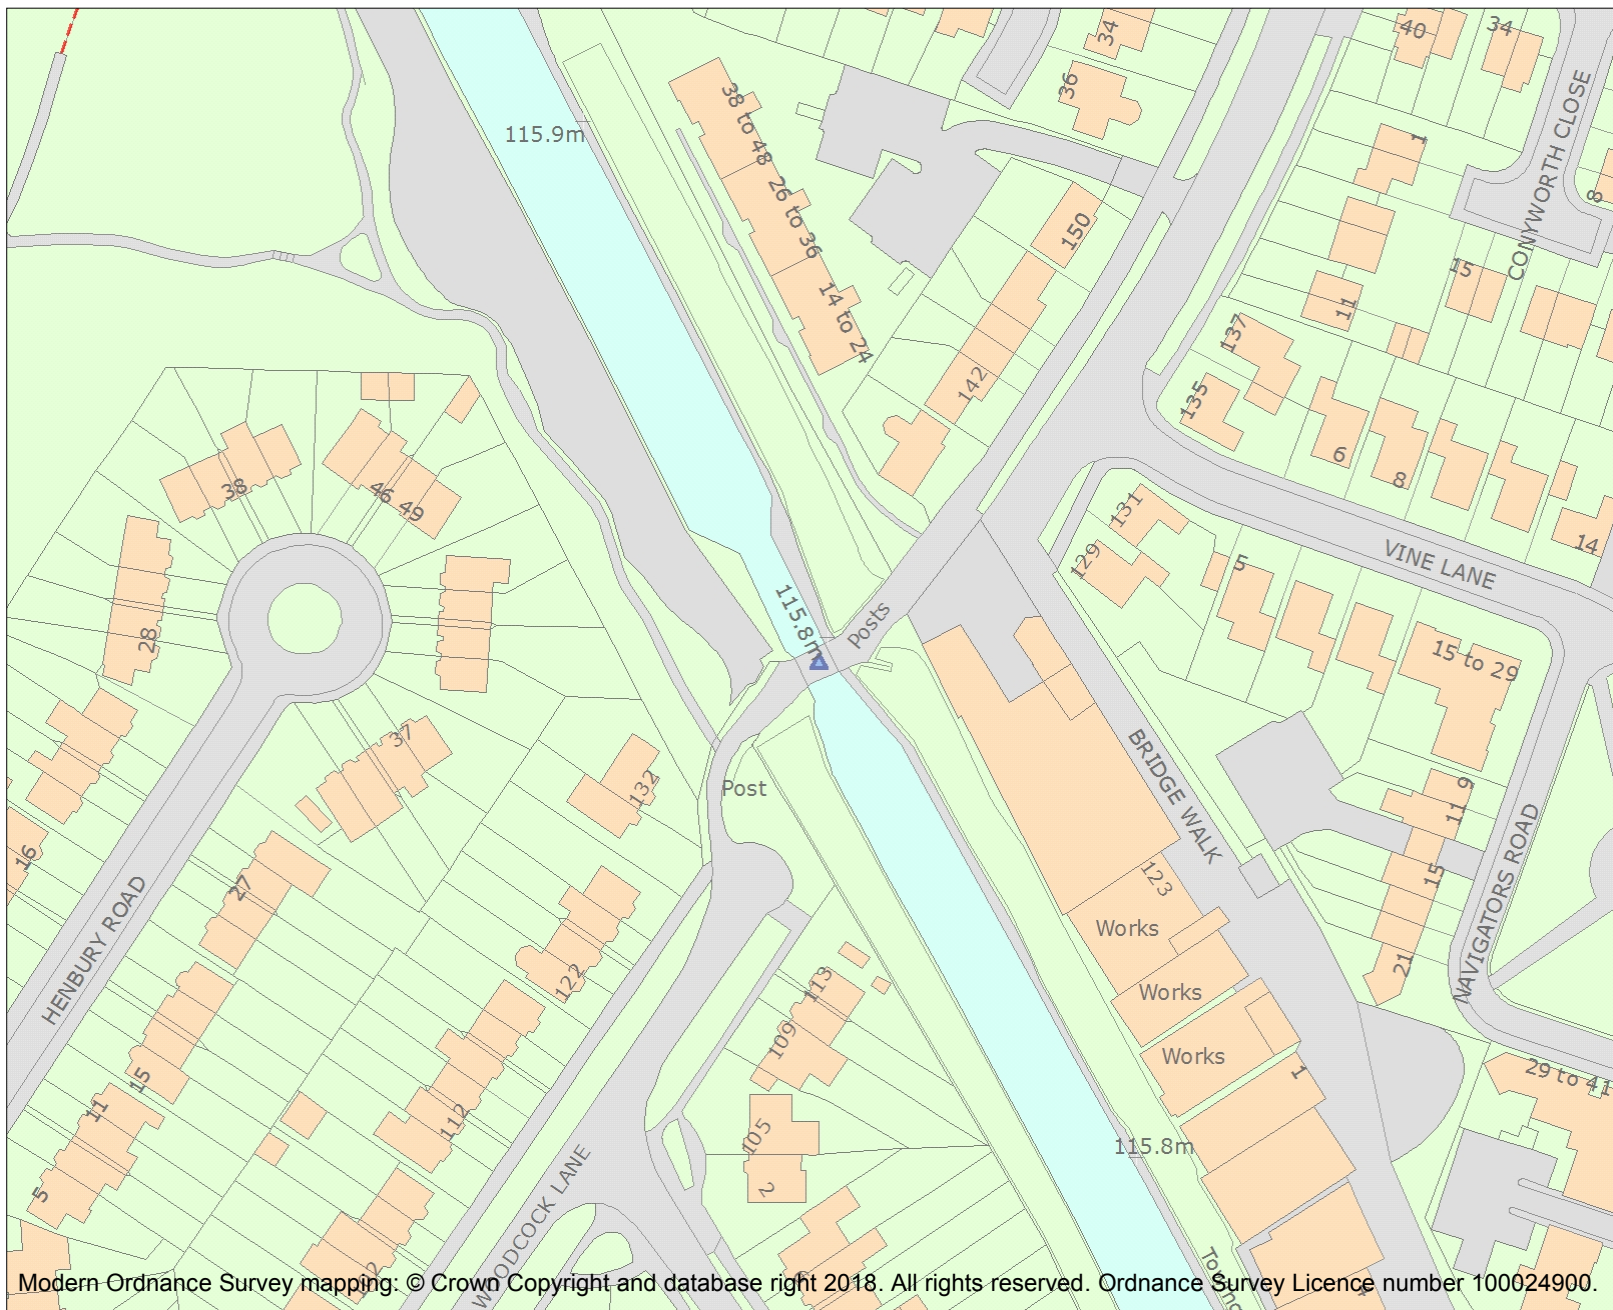 34
40
34
36
115.9m
38 to 48
1
CONYWORTH CLOSE
8
26 to 36
150
15
11
14 to 24
137
142
135
6
8
38
46
49
131
14
VINE LANE
129
5
115.8m
Posts
28
15 to 29
37
132
Post
BRIDGE WALK
9
11
16
27
123
15
NAVIGATORS ROAD
HENBURY ROAD
Works
21
122
113
Works
109
Works
1
29 to 41
15
11
112
105
115.8m
5
2
WOODCOCK LANE
Modern Ordnance Survey mapping: © Crown Copyright and database right 2018. All rights reserved. Ordnance Survey Licence number 100024900.